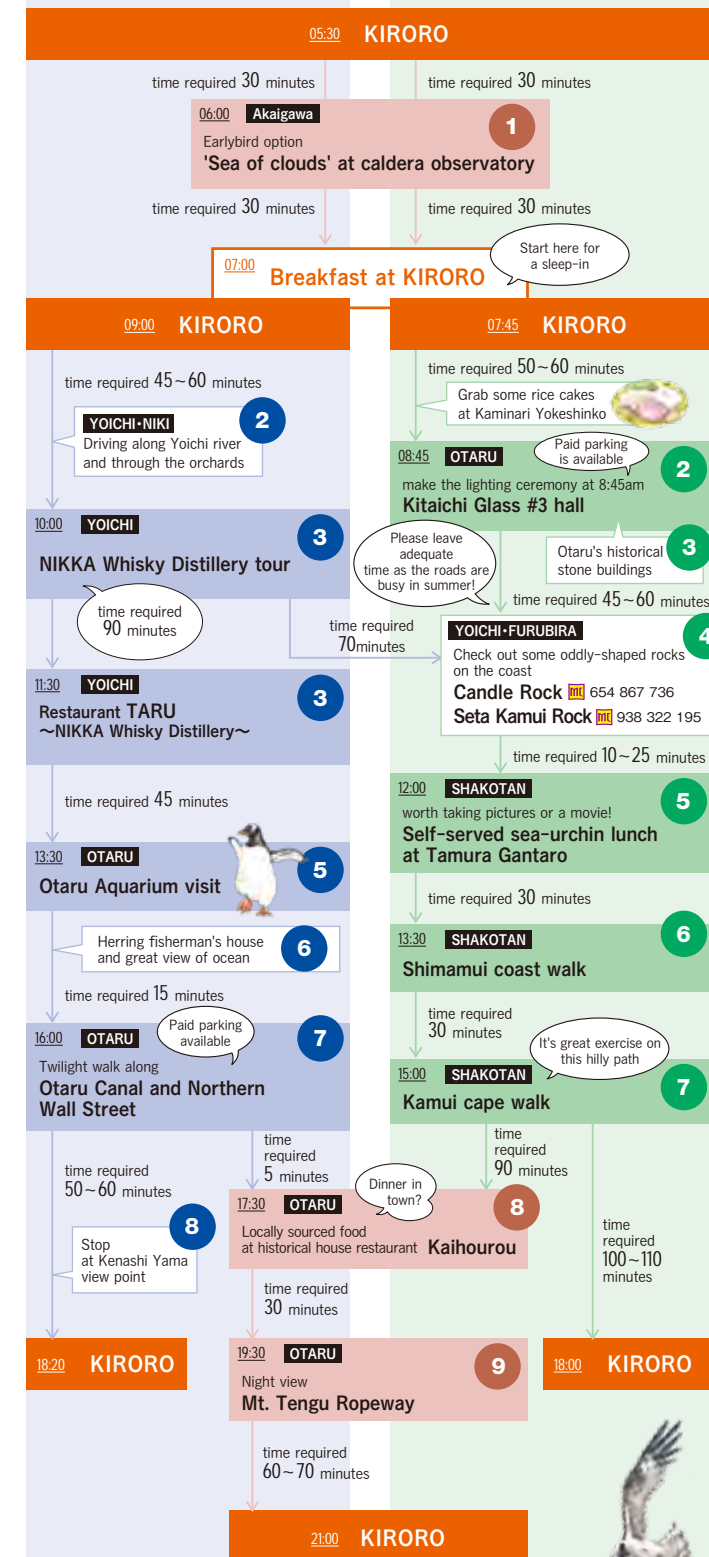 05:30 KIRORO
time required 30 minutes
time required 30 minutes
06:00 Akaigawa
1
Earlybird option
'Sea of clouds' at caldera observatory
time required 30 minutes
time required 30 minutes
07:00 Breakfast at KIRORO
Start here for
a sleep-in
09:00 KIRORO
time required 45~60 minutes
YOICHI・NIKI
2
Driving along Yoichi river
and through the orchards
10:00 YOICHI
3
NIKKA Whisky Distillery tour
time required
90 minutes
time required
70minutes
11:30 YOICHI
3
Restaurant TARU
~NIKKA Whisky Distillery~
time required 45 minutes
13:30 OTARU
5
Otaru Aquarium visit
Herring fisherman's house
and great view of ocean
6
time required 15 minutes
16:00 OTARU
Paid parking
available
7
Twilight walk along
Otaru Canal and Northern
Wall Street
time required
50~60 minutes
time
required
5 minutes
8
Stop
at Kenashi Yama
view point
18:20 KIRORO
07:45 KIRORO
time required 50~60 minutes
Grab some rice cakes
at Kaminari Yokeshinko
08:45 OTARU
Paid parking
is available
2
make the lighting ceremony at 8:45am
Kitaichi Glass #3 hall
Please leave
adequate
time as the roads are
busy in summer!
Otaru's historical
stone buildings
3
time required 45~60 minutes
YOICHI・FURUBIRA
4
Check out some oddly-shaped rocks
on the coast
Candle Rock MC 654 867 736
Seta Kamui Rock MC 938 322 195
time required 10~25 minutes
12:00 SHAKOTAN
5
worth taking pictures or a movie!
Self-served sea-urchin lunch
at Tamura Gantaro
time required 30 minutes
13:30 SHAKOTAN
6
Shimamui coast walk
time required
30 minutes
It's great exercise on
this hilly path
15:00 SHAKOTAN
7
Kamui cape walk
time
required
90 minutes
time
required
100~110
minutes
Dinner in
town?
17:30 OTARU
8
Locally sourced food
at historical house restaurant Kaihourou
time required
30 minutes
19:30 OTARU
9
Night view
Mt. Tengu Ropeway
18:00 KIRORO
time required
60~70 minutes
21:00 KIRORO